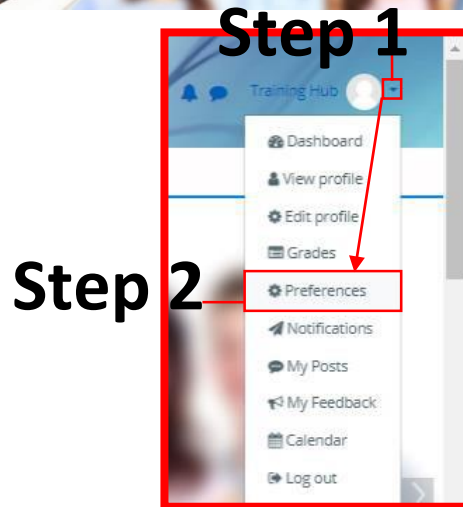 Step 1
Training Hub
Dashboard
View profile
Edit profile
Grades
Step 2
Preferences
Notifications
My Posts
My Feedback
Calendar
Log out